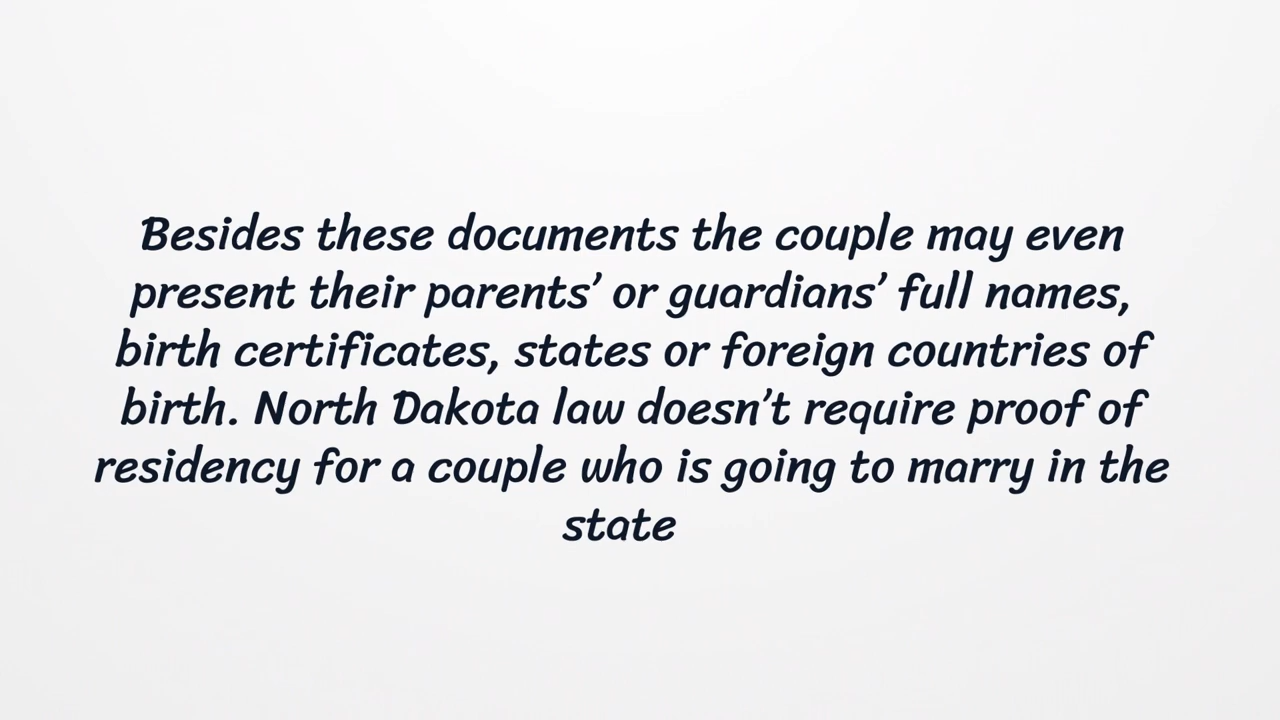 Besides these documents the couple may even
present their parents’ or guardians’ full names,
birth certificates, states or foreign countries of
birth. North Dakota law doesn’t require proof of
residency for a couple who is going to marry in the
state